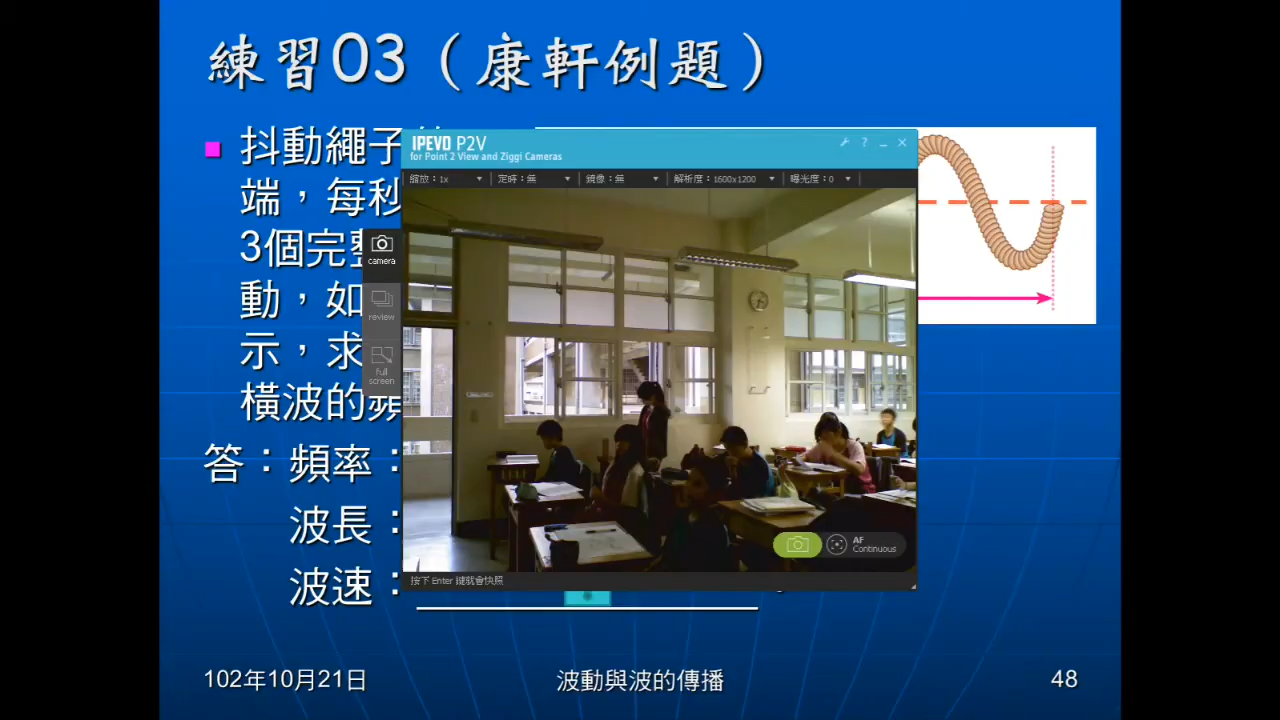 練習03（康軒例題）
抖動繩子
端，每秒
3個完整
動，如
示，求
橫波的
答：頻率：
波長：
波速：
IPEVO P2V
for Point 2 View and Ziggi Cameras
縮放：1x 定時：無 鏡像：無 解析度：1600x1200 曝光度：0
camera
review
Full
screen
AF
Continuous
按下 Enter 鍵就會快照
102年10月21日 波動與波的傳播 48